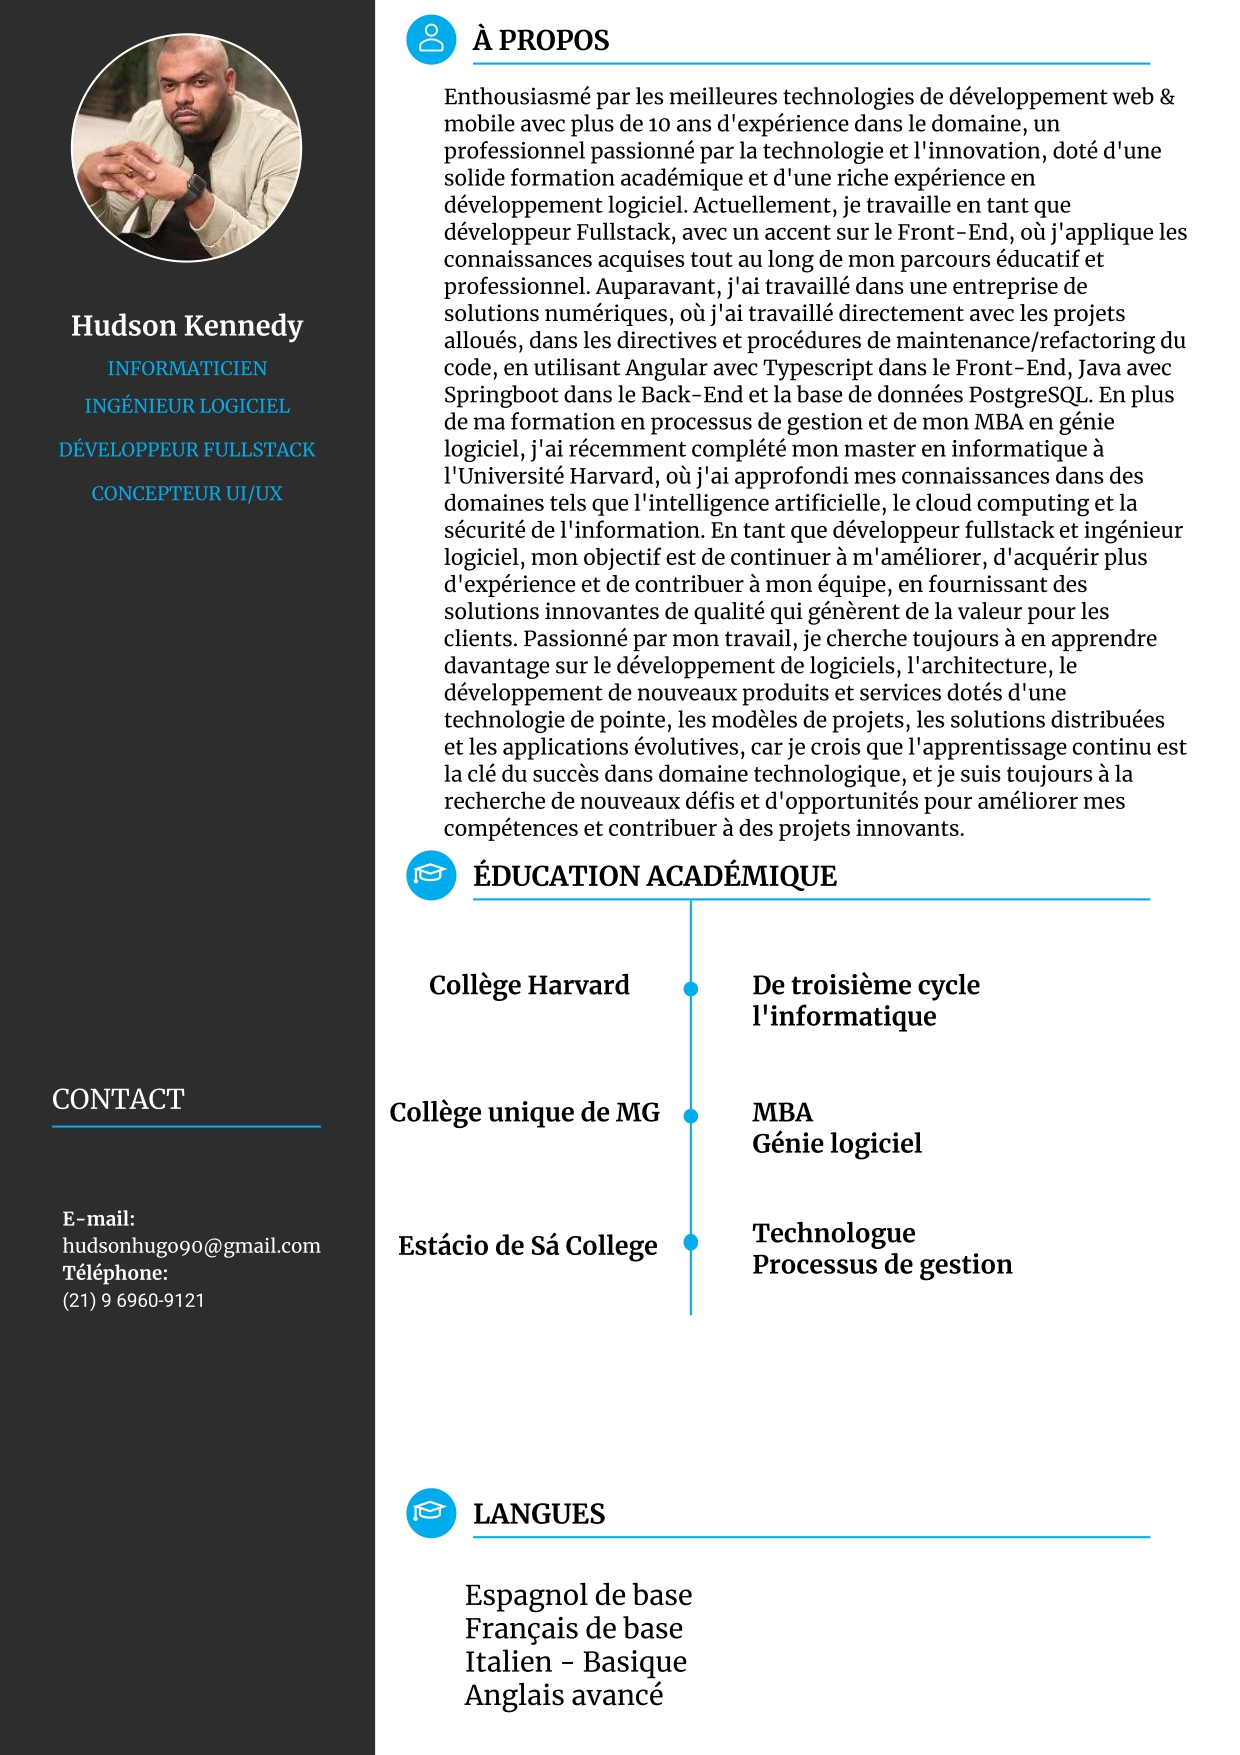 Hudson Kennedy
INFORMATICIEN
INGÉNIEUR LOGICIEL
DÉVELOPPEUR FULLSTACK
CONCEPTEUR UI/UX
CONTACT
E-mail:
hudsonhugo90@gmail.com
Téléphone:
(21) 9 6960-9121
À PROPOS
Enthousiasmé par les meilleures technologies de développement web &
mobile avec plus de 10 ans d'expérience dans le domaine, un
professionnel passionné par la technologie et l'innovation, doté d'une
solide formation académique et d'une riche expérience en
développement logiciel. Actuellement, je travaille en tant que
développeur Fullstack, avec un accent sur le Front-End, où j'applique les
connaissances acquises tout au long de mon parcours éducatif et
professionnel. Auparavant, j'ai travaillé dans une entreprise de
solutions numériques, où j'ai travaillé directement avec les projets
alloués, dans les directives et procédures de maintenance/refactoring du
code, en utilisant Angular avec Typescript dans le Front-End, Java avec
Springboot dans le Back-End et la base de données PostgreSQL. En plus
de ma formation en processus de gestion et de mon MBA en génie
logiciel, j'ai récemment complété mon master en informatique à
l'Université Harvard, où j'ai approfondi mes connaissances dans des
domaines tels que l'intelligence artificielle, le cloud computing et la
sécurité de l'information. En tant que développeur fullstack et ingénieur
logiciel, mon objectif est de continuer à m'améliorer, d'acquérir plus
d'expérience et de contribuer à mon équipe, en fournissant des
solutions innovantes de qualité qui génèrent de la valeur pour les
clients. Passionné par mon travail, je cherche toujours à en apprendre
davantage sur le développement de logiciels, l'architecture, le
développement de nouveaux produits et services dotés d'une
technologie de pointe, les modèles de projets, les solutions distribuées
et les applications évolutives, car je crois que l'apprentissage continu est
la clé du succès dans domaine technologique, et je suis toujours à la
recherche de nouveaux défis et d'opportunités pour améliorer mes
compétences et contribuer à des projets innovants.
ÉDUCATION ACADÉMIQUE
Collège Harvard
De troisième cycle
l'informatique
Collège unique de MG
MBA
Génie logiciel
Estácio de Sá College
Technologue
Processus de gestion
LANGUES
Espagnol de base
Français de base
Italien - Basique
Anglais avancé